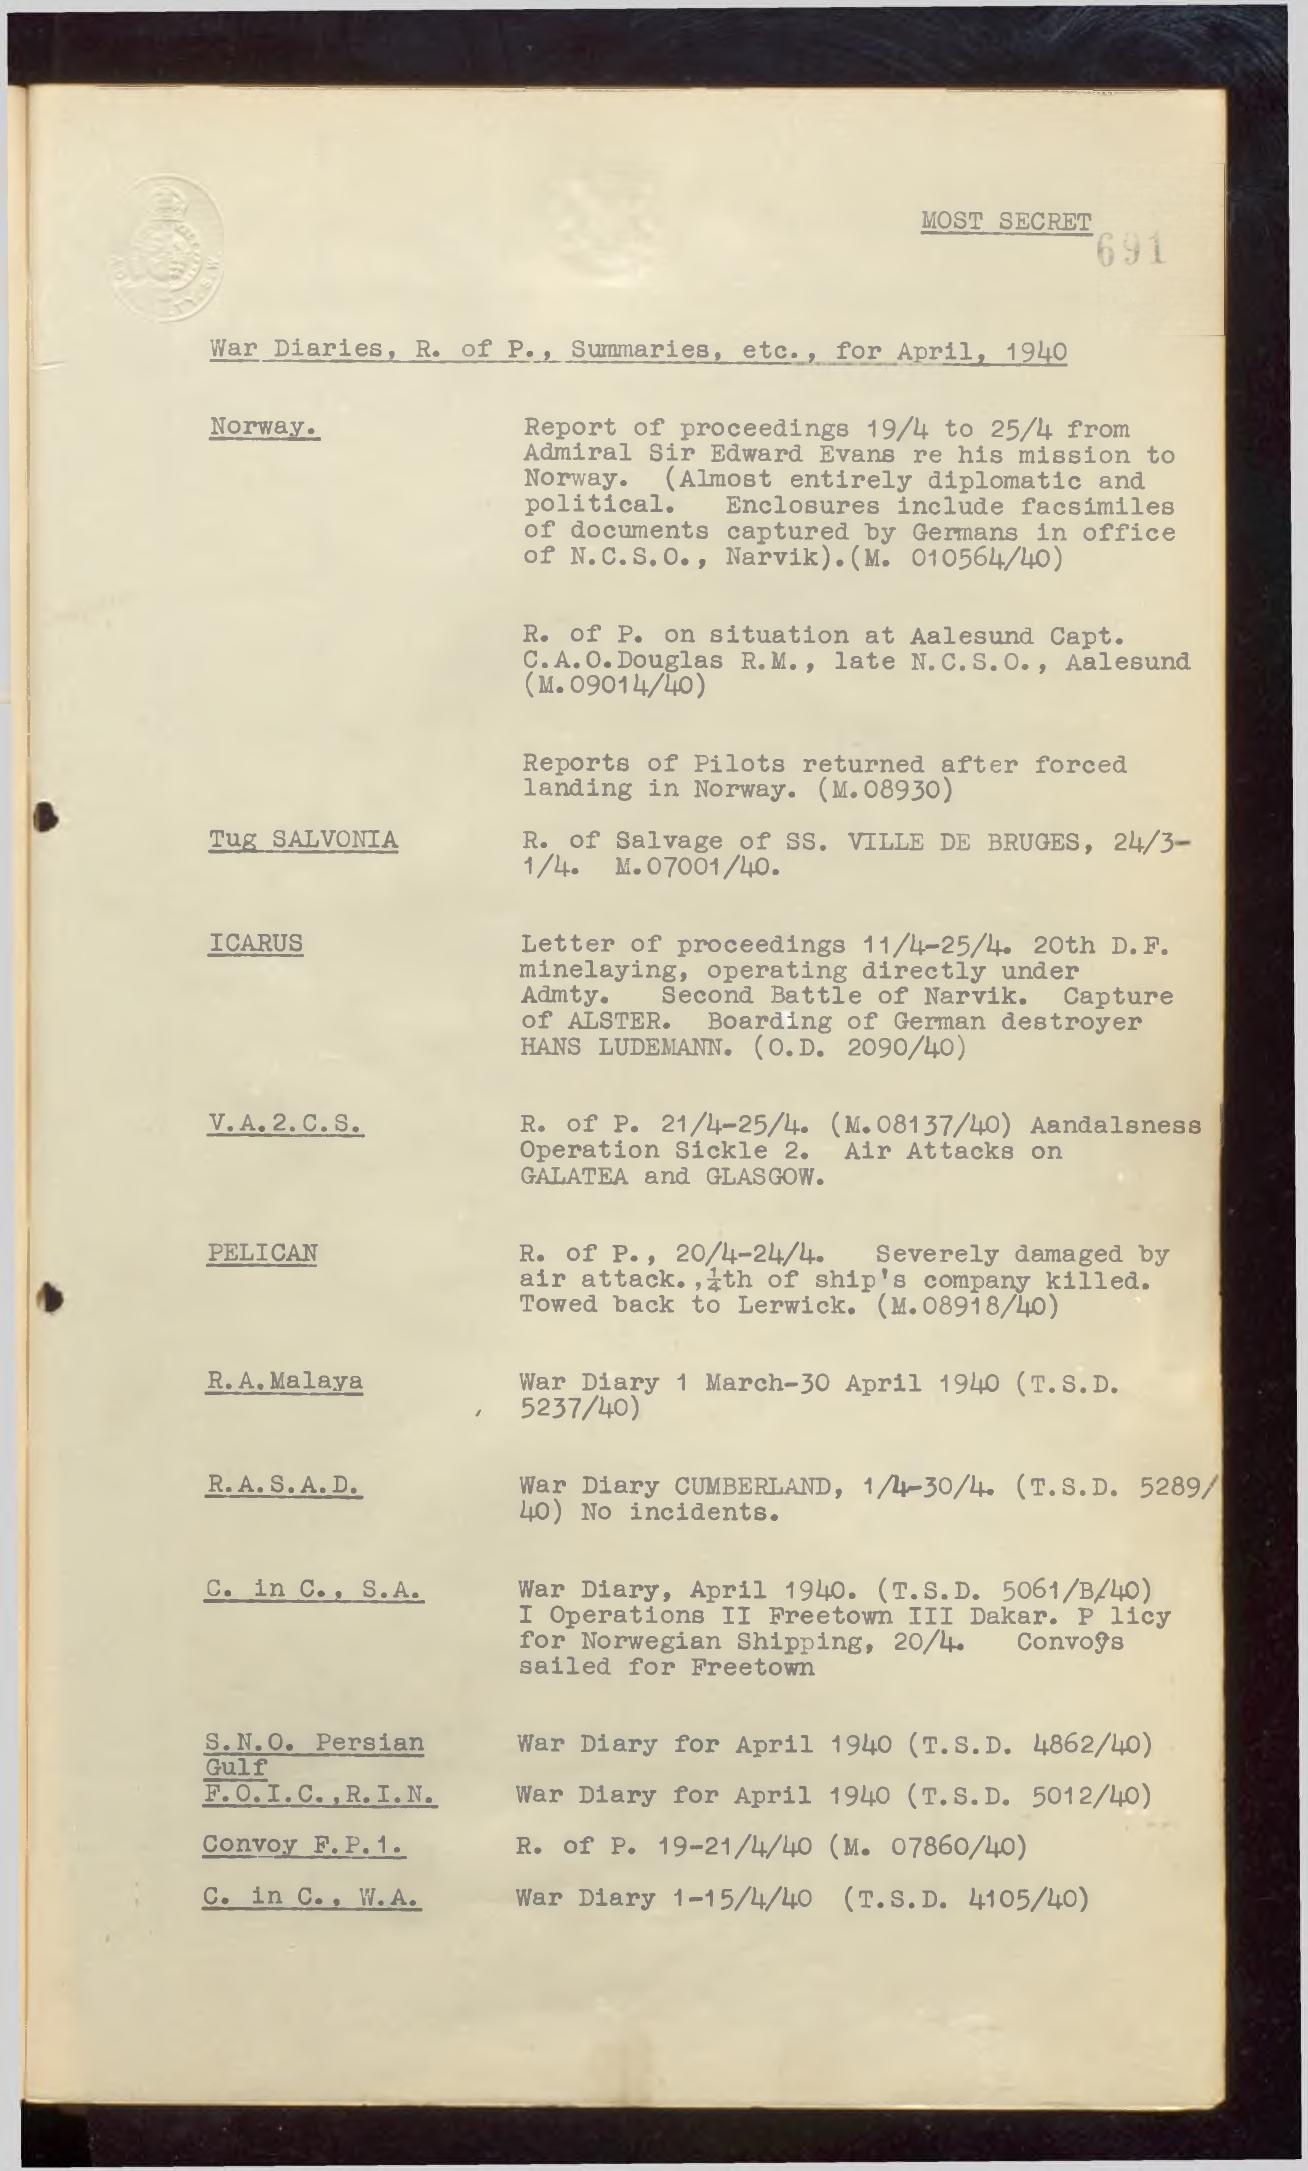 MOST SECRET
691
War Diaries, R. of P., Summaries, etc., for April, 1940
Norway.
Report of proceedings 19/4 to 25/4 from
Admiral Sir Edward Evans re his mission to
Norway. (Almost entirely diplomatic and
political. Enclosures include facsimiles
of documents captured by Germans in office
of N.C.S.O., Narvik).(M. 010564/40)
R. of P. on situation at Aalesund Capt.
C.A.O.Douglas R.M., late N.C.S.O., Aalesund
(M.09014/40)
Reports of Pilots returned after forced
landing in Norway. (M.08930)
Tug SALVONIA
R. of Salvage of SS. VILLE DE BRUGES, 24/3-
1/4. M.07001/40.
ICARUS
Letter of proceedings 11/4-25/4. 20th D.F.
minelaying, operating directly under
Admty. Second Battle of Narvik. Capture
of ALSTER. Boarding of German destroyer
HANS LUDEMANN. (O.D. 2090/40)
V.A.2.C.S.
R. of P. 21/4-25/4. (M.08137/40) Aandalsness
Operation Sickle 2. Air Attacks on
GALATEA and GLASGOW.
PELICAN
R. of P., 20/4-24/4. Severely damaged by
air attack.,¼th of ship's company killed.
Towed back to Lerwick. (M.08918/40)
R.A.Malaya
War Diary 1 March-30 April 1940 (T.S.D.
5237/40)
R.A.S.A.D.
War Diary CUMBERLAND, 1/4-30/4. (T.S.D. 5289/
40) No incidents.
C. in C., S.A.
War Diary, April 1940. (T.S.D. 5061/B/40)
I Operations II Freetown III Dakar. P licy
for Norwegian Shipping, 20/4. Convoys
sailed for Freetown
S.N.O. Persian
Gulf
War Diary for April 1940 (T.S.D. 4862/40)
F.O.I.C.,R.I.N.
War Diary for April 1940 (T.S.D. 5012/40)
Convoy F.P.1.
R. of P. 19-21/4/40 (M. 07860/40)
C. in C., W.A.
War Diary 1-15/4/40 (T.S.D. 4105/40)